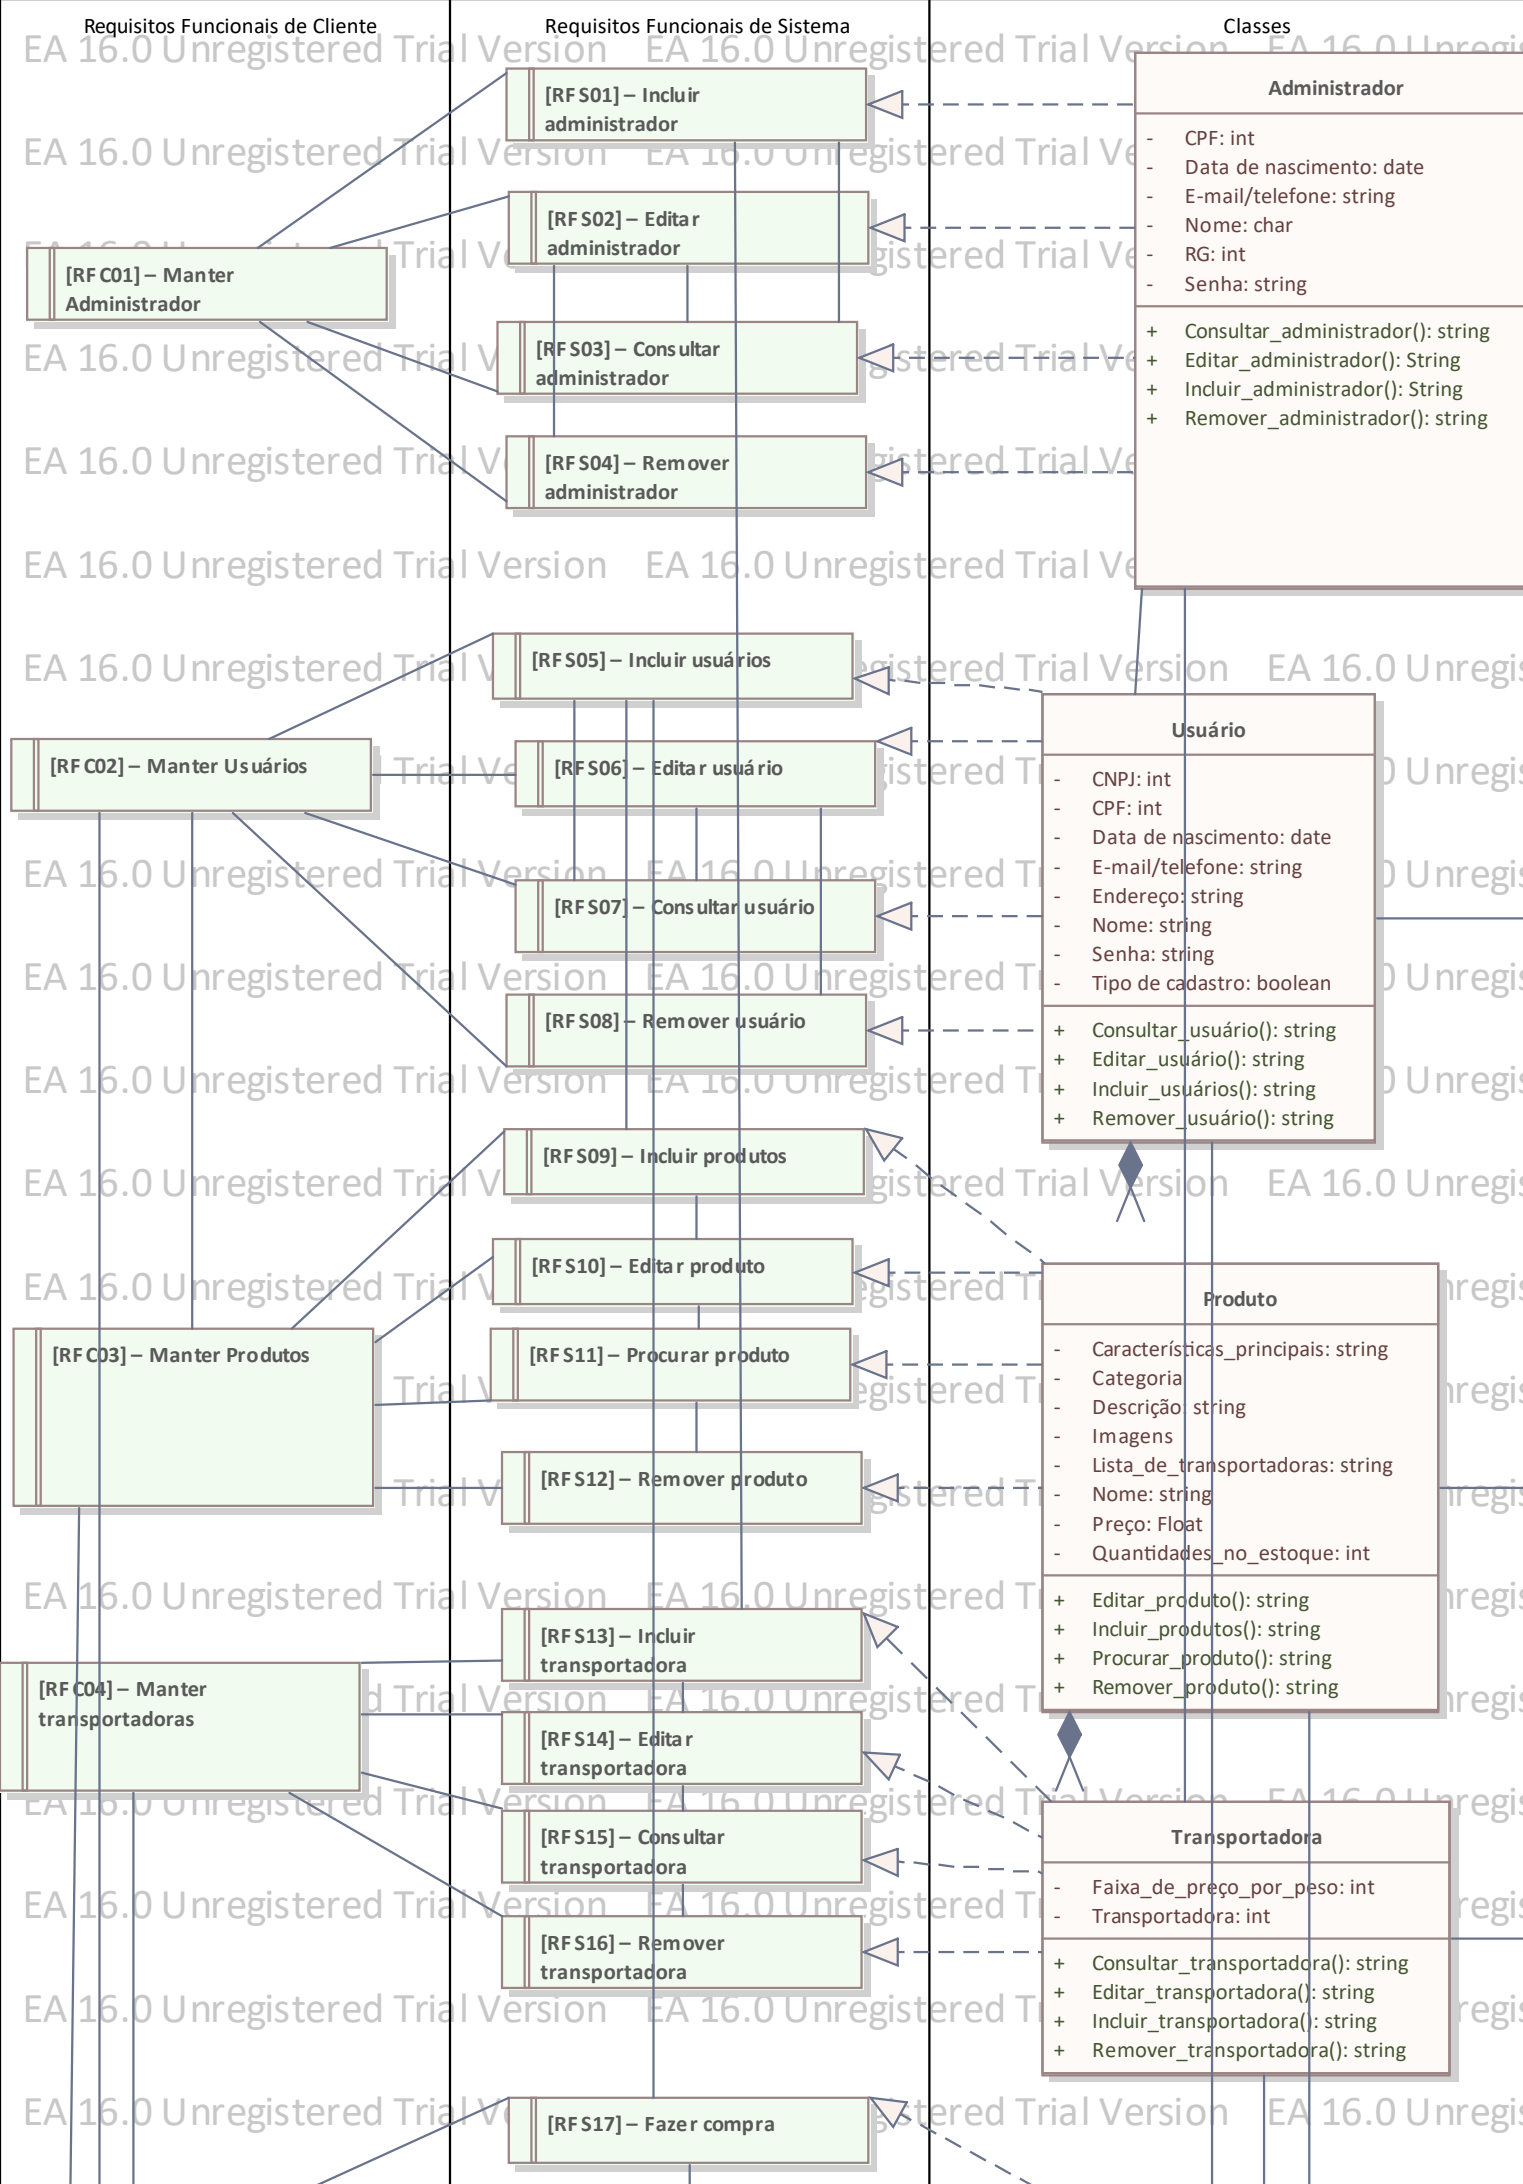 Requisitos Funcionais de Cliente
Requisitos Funcionais de Sistema
Classes
EA 16.0 Unregistered Trial Version
[RFC01] – Manter
Administrador
[RFC02] – Manter Usuários
[RFC03] – Manter Produtos
[RFC04] – Manter
transportadoras
[RFS01] – Incluir
administrador
[RFS02] – Editar
administrador
[RFS03] – Consultar
administrador
[RFS04] – Remover
administrador
[RFS05] – Incluir usuários
[RFS06] – Editar usuário
[RFS07] – Consultar usuário
[RFS08] – Remover usuário
[RFS09] – Incluir produtos
[RFS10] – Editar produto
[RFS11] – Procurar produto
[RFS12] – Remover produto
[RFS13] – Incluir
transportadora
[RFS14] – Editar
transportadora
[RFS15] – Consultar
transportadora
[RFS16] – Remover
transportadora
[RFS17] – Fazer compra
Administrador
- CPF: int
- Data de nascimento: date
- E-mail/telefone: string
- Nome: char
- RG: int
- Senha: string
+ Consultar_administrador(): string
+ Editar_administrador(): String
+ Incluir_administrador(): String
+ Remover_administrador(): string
Usuário
- CNPJ: int
- CPF: int
- Data de nascimento: date
- E-mail/telefone: string
- Endereço: string
- Nome: string
- Senha: string
- Tipo de cadastro: boolean
+ Consultar_usuário(): string
+ Editar_usuário(): string
+ Incluir_usuários(): string
+ Remover_usuário(): string
Produto
- Características_principais: string
- Categoria
- Descrição: string
- Imagens
- Lista_de_transportadoras: string
- Nome: string
- Preço: Float
- Quantidades_no_estoque: int
+ Editar_produto(): string
+ Incluir_produtos(): string
+ Procurar_produto(): string
+ Remover_produto(): string
Transportadora
- Faixa_de_preço_por_peso: int
- Transportadora: int
+ Consultar_transportadora(): string
+ Editar_transportadora(): string
+ Incluir_transportadora(): string
+ Remover_transportadora(): string